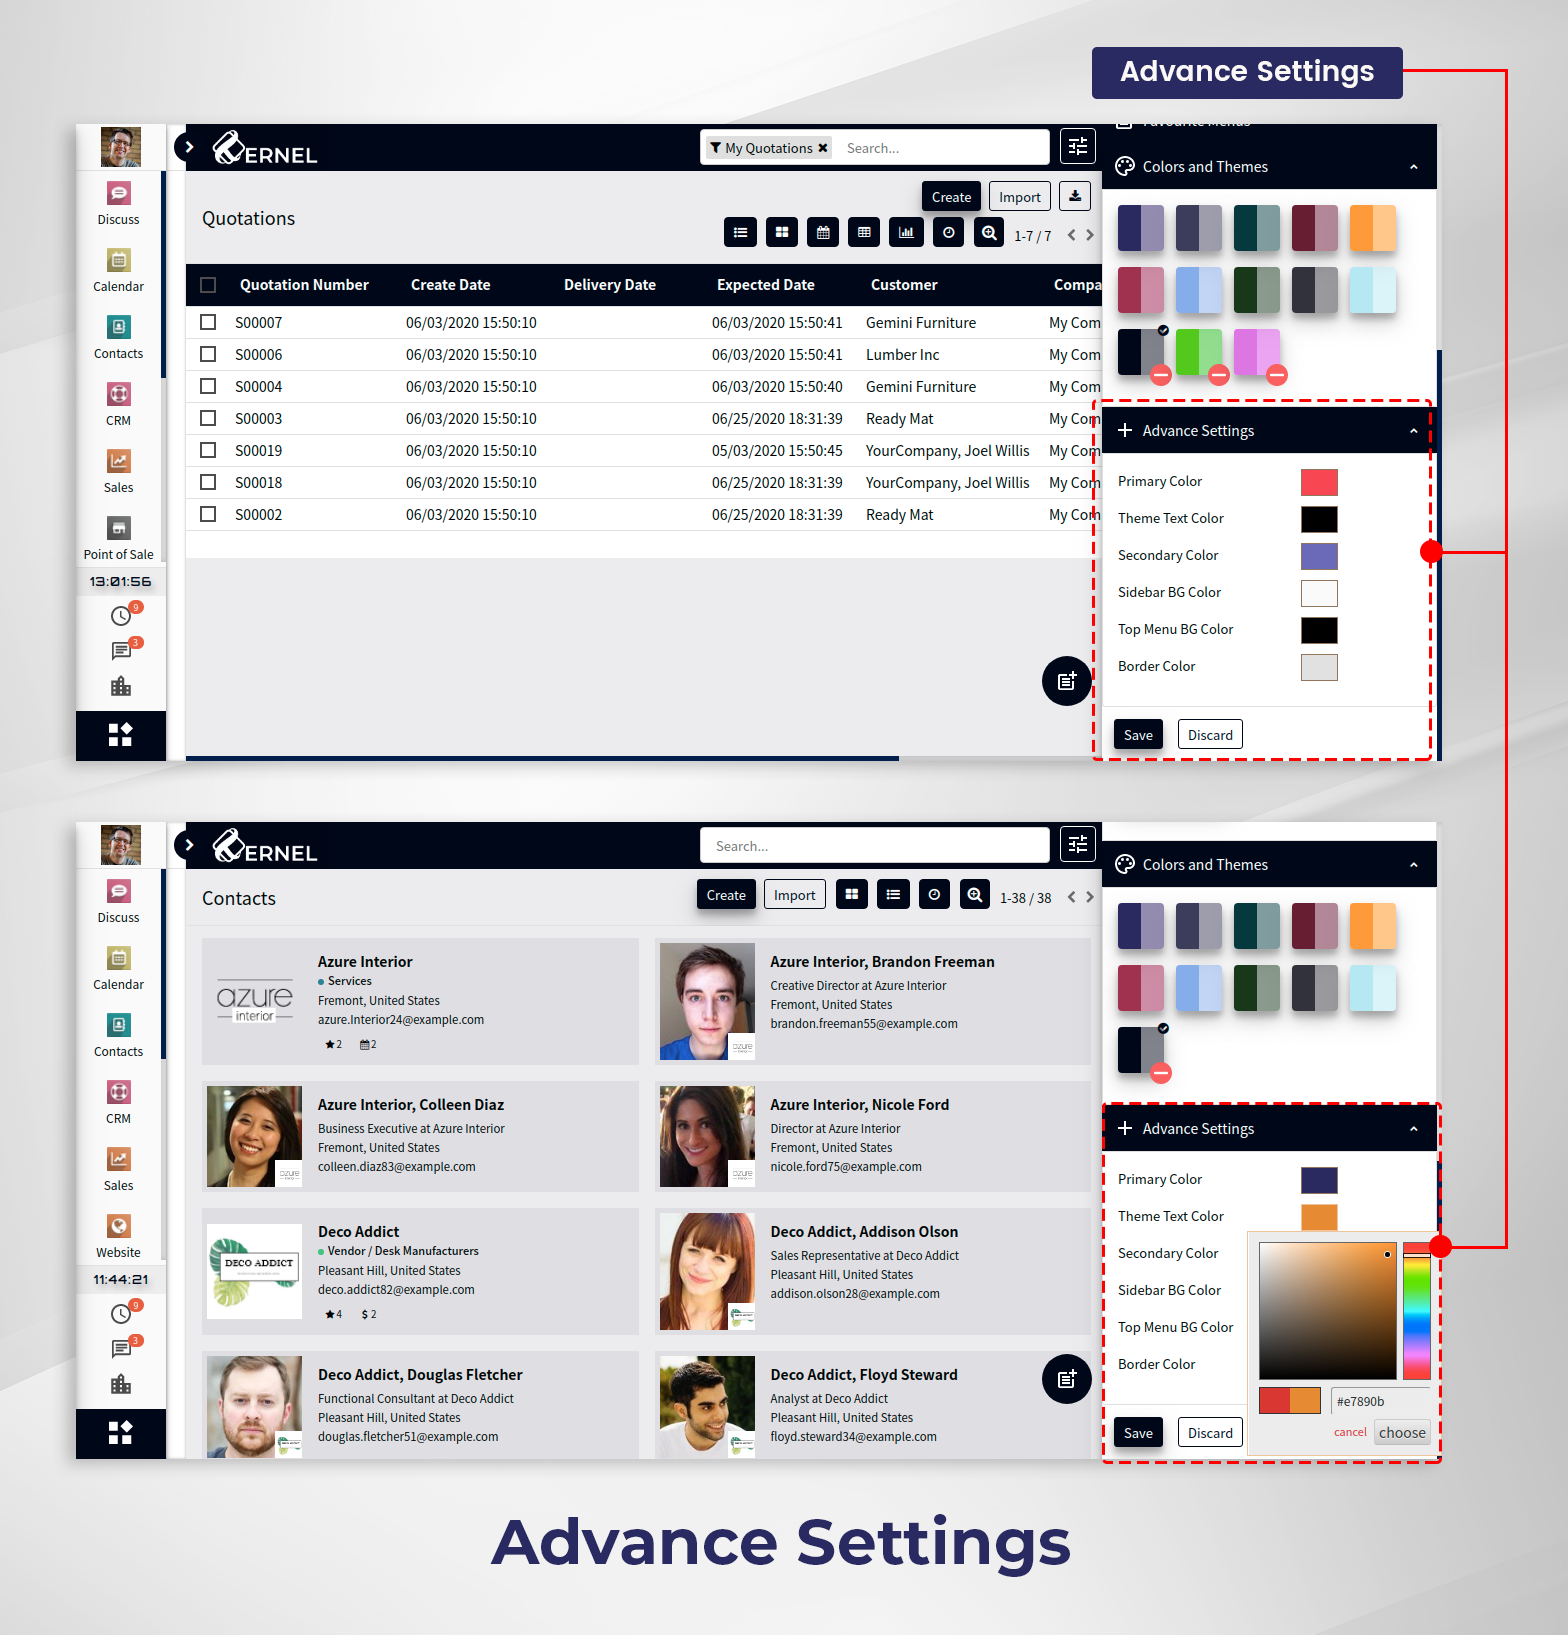 Advance Settings
ERNEL
My Quotations
Search...
Colors and Themes
Discuss
Calendar
Contacts
CRM
Sales
Point of Sale
13:01:56
9
3
Quotations
Create
Import
1-7 / 7
Quotation Number Create Date Delivery Date Expected Date Customer Compa
S00007 06/03/2020 15:50:10 06/03/2020 15:50:41 Gemini Furniture My Com
S00006 06/03/2020 15:50:10 06/03/2020 15:50:41 Lumber Inc My Com
S00004 06/03/2020 15:50:10 06/03/2020 15:50:40 Gemini Furniture My Com
S00003 06/03/2020 15:50:10 06/25/2020 18:31:39 Ready Mat My Com
S00019 06/03/2020 15:50:10 05/03/2020 15:50:45 YourCompany, Joel Willis My Com
S00018 06/03/2020 15:50:10 06/25/2020 18:31:39 YourCompany, Joel Willis My Com
S00002 06/03/2020 15:50:10 06/25/2020 18:31:39 Ready Mat My Com
Advance Settings
Primary Color
Theme Text Color
Secondary Color
Sidebar BG Color
Top Menu BG Color
Border Color
Save
Discard
ERNEL
Search...
Colors and Themes
Discuss
Calendar
Contacts
CRM
Sales
Website
11:44:21
9
3
Contacts
Create
Import
1-38 / 38
azure
interior
Azure Interior
Services
Fremont, United States
azure.Interior24@example.com
2 2
Azure Interior, Brandon Freeman
Creative Director at Azure Interior
Fremont, United States
brandon.freeman55@example.com
azure
Azure Interior, Colleen Diaz
Business Executive at Azure Interior
Fremont, United States
colleen.diaz83@example.com
azure
Azure Interior, Nicole Ford
Director at Azure Interior
Fremont, United States
nicole.ford75@example.com
azure
DECO ADDICT
Deco Addict
Vendor / Desk Manufacturers
Pleasant Hill, United States
deco.addict82@example.com
4 $ 2
Deco Addict, Addison Olson
Sales Representative at Deco Addict
Pleasant Hill, United States
addison.olson28@example.com
Deco Addict, Douglas Fletcher
Functional Consultant at Deco Addict
Pleasant Hill, United States
douglas.fletcher51@example.com
Deco Addict, Floyd Steward
Analyst at Deco Addict
Pleasant Hill, United States
floyd.steward34@example.com
Advance Settings
Primary Color
Theme Text Color
Secondary Color
Sidebar BG Color
Top Menu BG Color
Border Color
#e7890b
cancel
choose
Save
Discard
Advance Settings